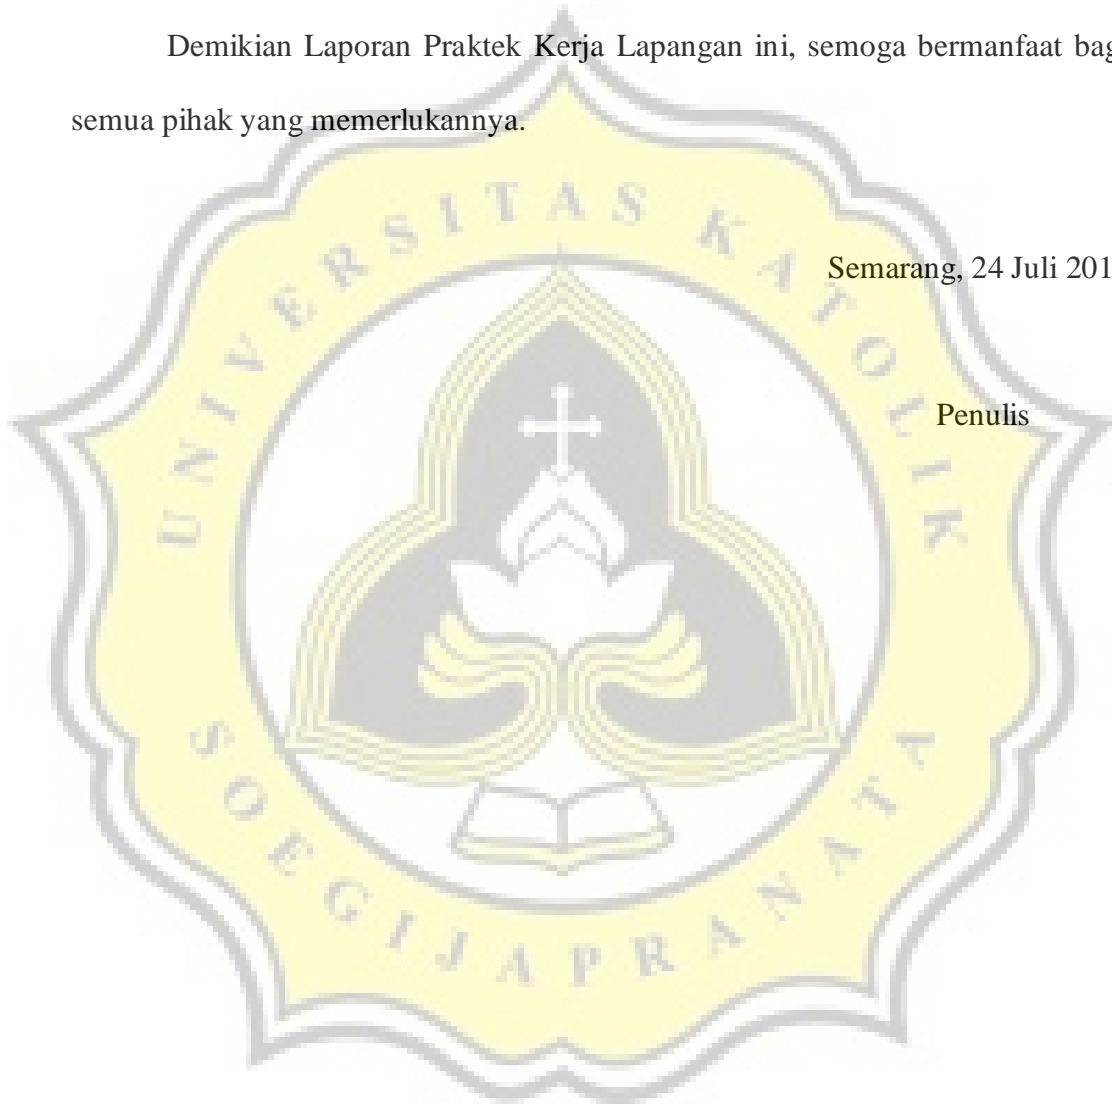 Demikian Laporan Praktek Kerja Lapangan ini, semoga bermanfaat bag
semua pihak yang memerlukannya.
Semarang, 24 Juli 201
Penulis
UNIVERSITAS KATOLIK
SOEGIJAPRANATA